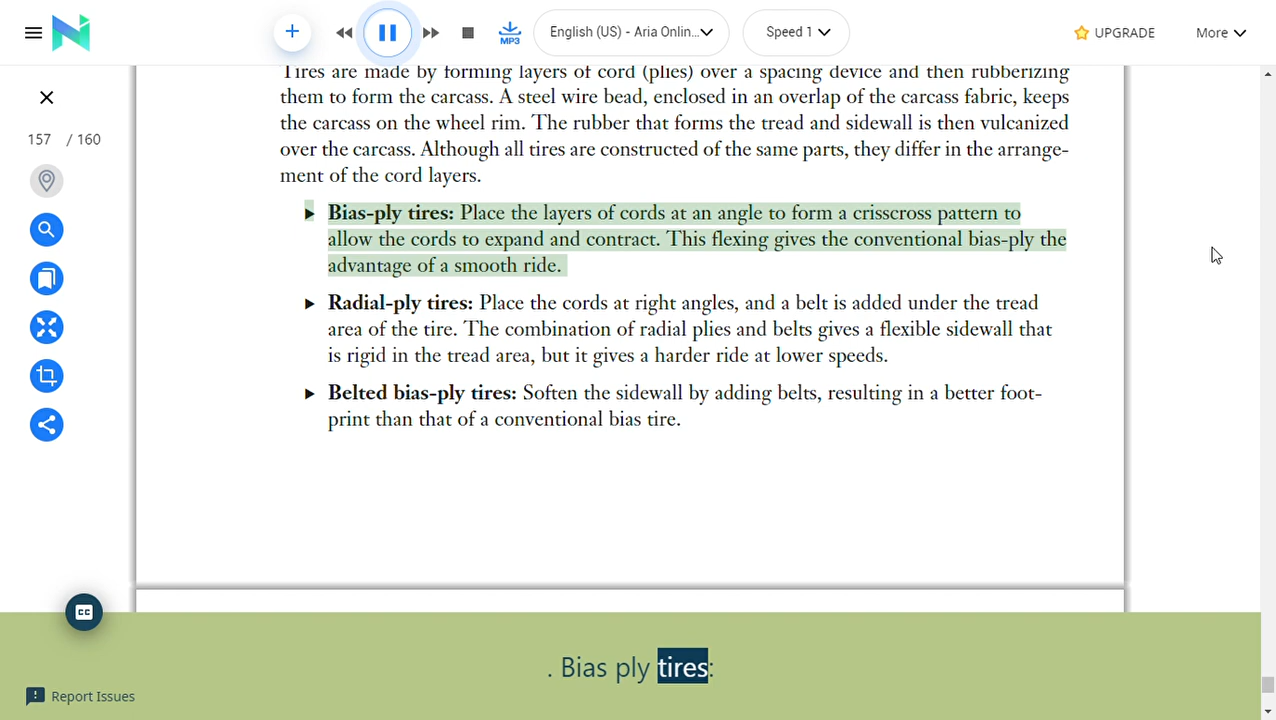 English (US) - Aria Onlin...
Speed 1
UPGRADE
More
MP3
157 / 160
Tires are made by forming layers of cord (plies) over a spacing device and then rubberizing
them to form the carcass. A steel wire bead, enclosed in an overlap of the carcass fabric, keeps
the carcass on the wheel rim. The rubber that forms the tread and sidewall is then vulcanized
over the carcass. Although all tires are constructed of the same parts, they differ in the arrange-
ment of the cord layers.
Bias-ply tires: Place the layers of cords at an angle to form a crisscross pattern to
allow the cords to expand and contract. This flexing gives the conventional bias-ply the
advantage of a smooth ride.
Radial-ply tires: Place the cords at right angles, and a belt is added under the tread
area of the tire. The combination of radial plies and belts gives a flexible sidewall that
is rigid in the tread area, but it gives a harder ride at lower speeds.
Belted bias-ply tires: Soften the sidewall by adding belts, resulting in a better foot-
print than that of a conventional bias tire.
CC
. Bias ply tires:
Report Issues